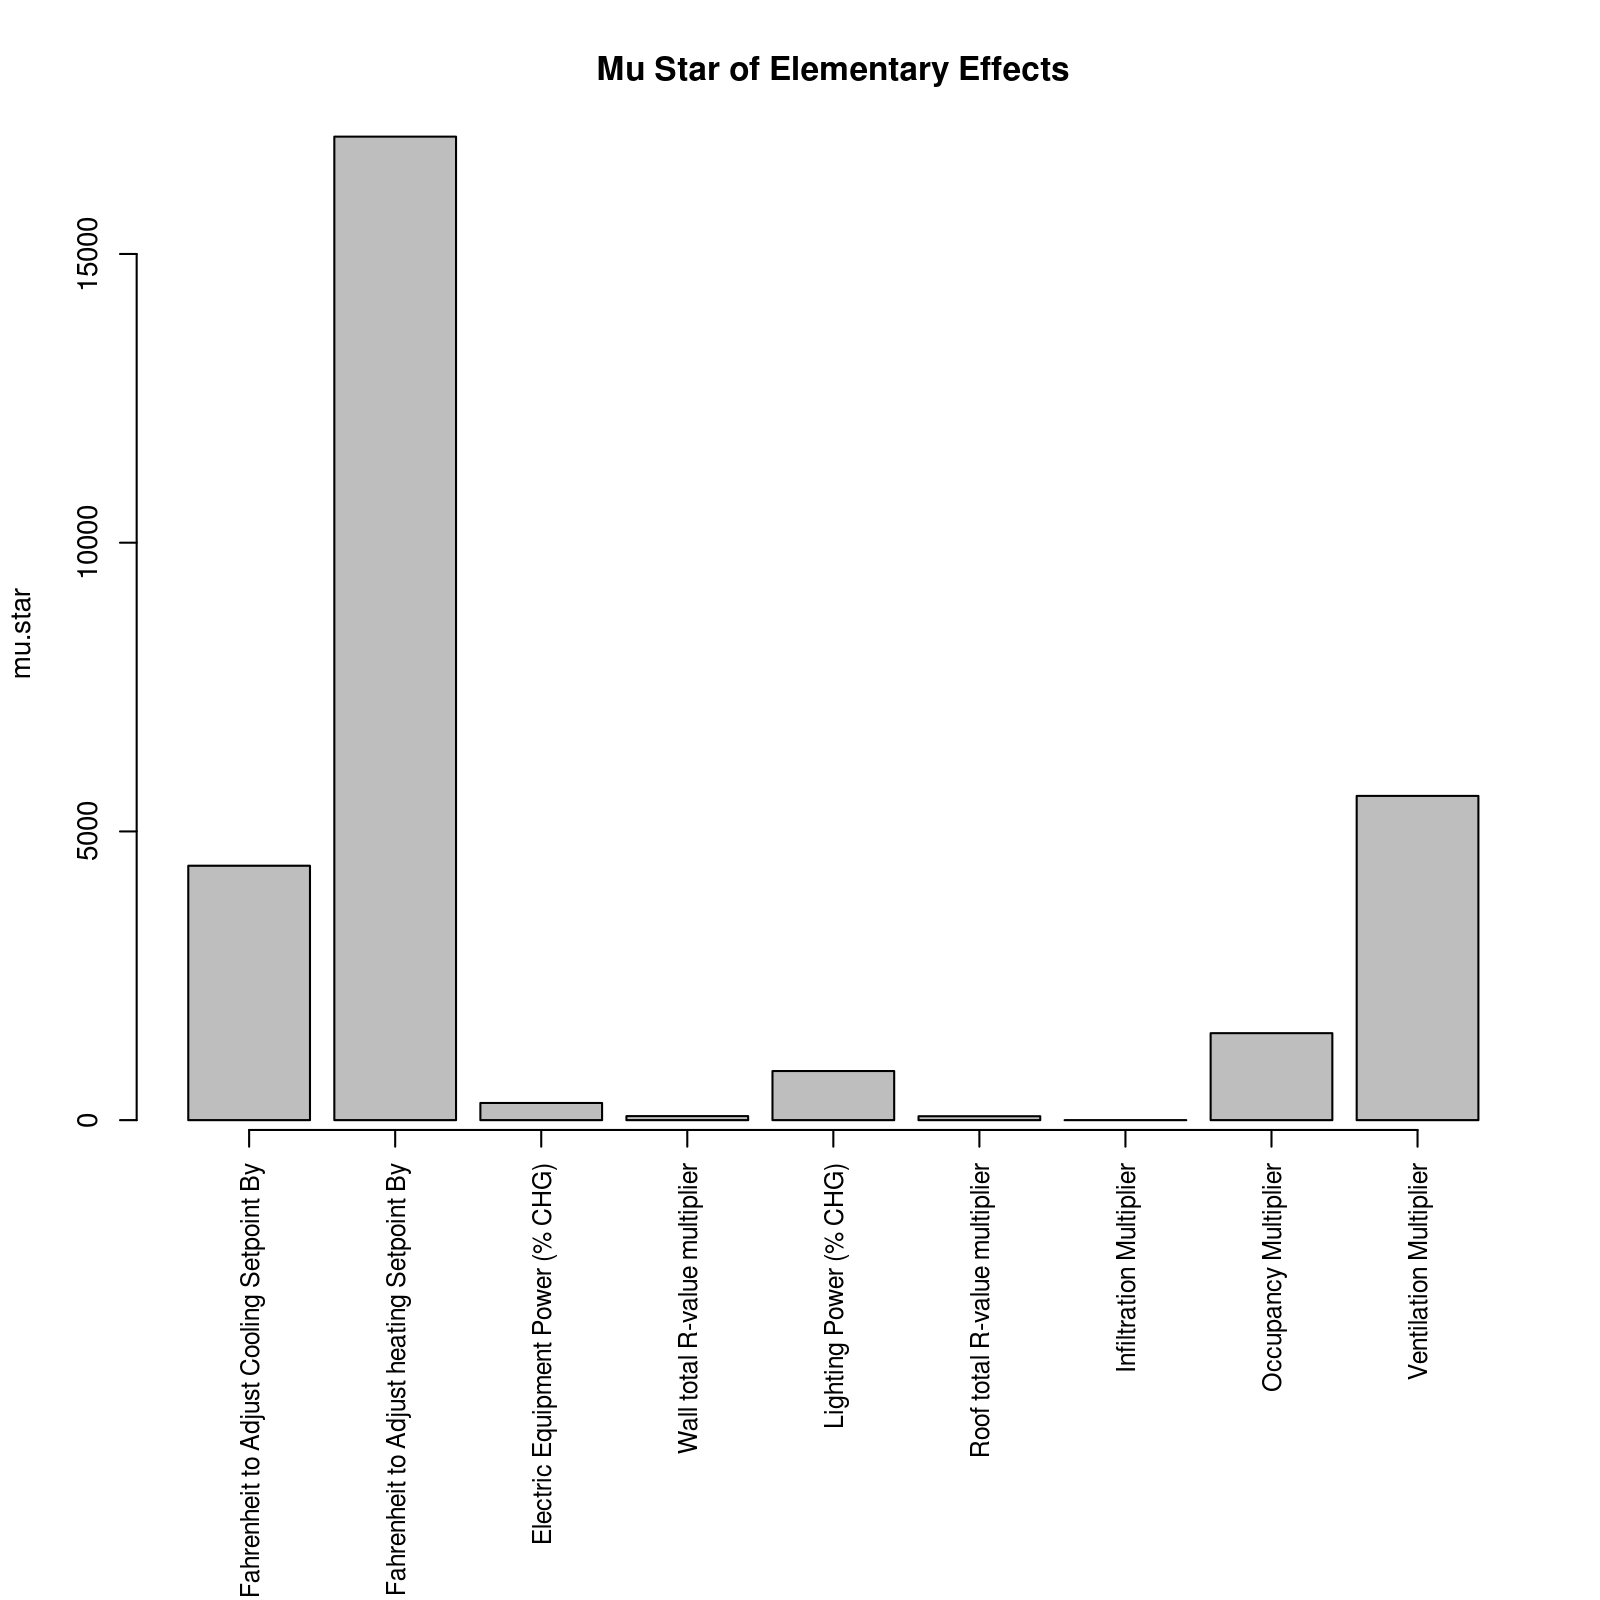 Mu Star of Elementary Effects
mu.star
15000
10000
5000
0
Fahrenheit to Adjust Cooling Setpoint By
Fahrenheit to Adjust heating Setpoint By
Electric Equipment Power (% CHG)
Wall total R-value multiplier
Lighting Power (% CHG)
Roof total R-value multiplier
Infiltration Multiplier
Occupancy Multiplier
Ventilation Multiplier